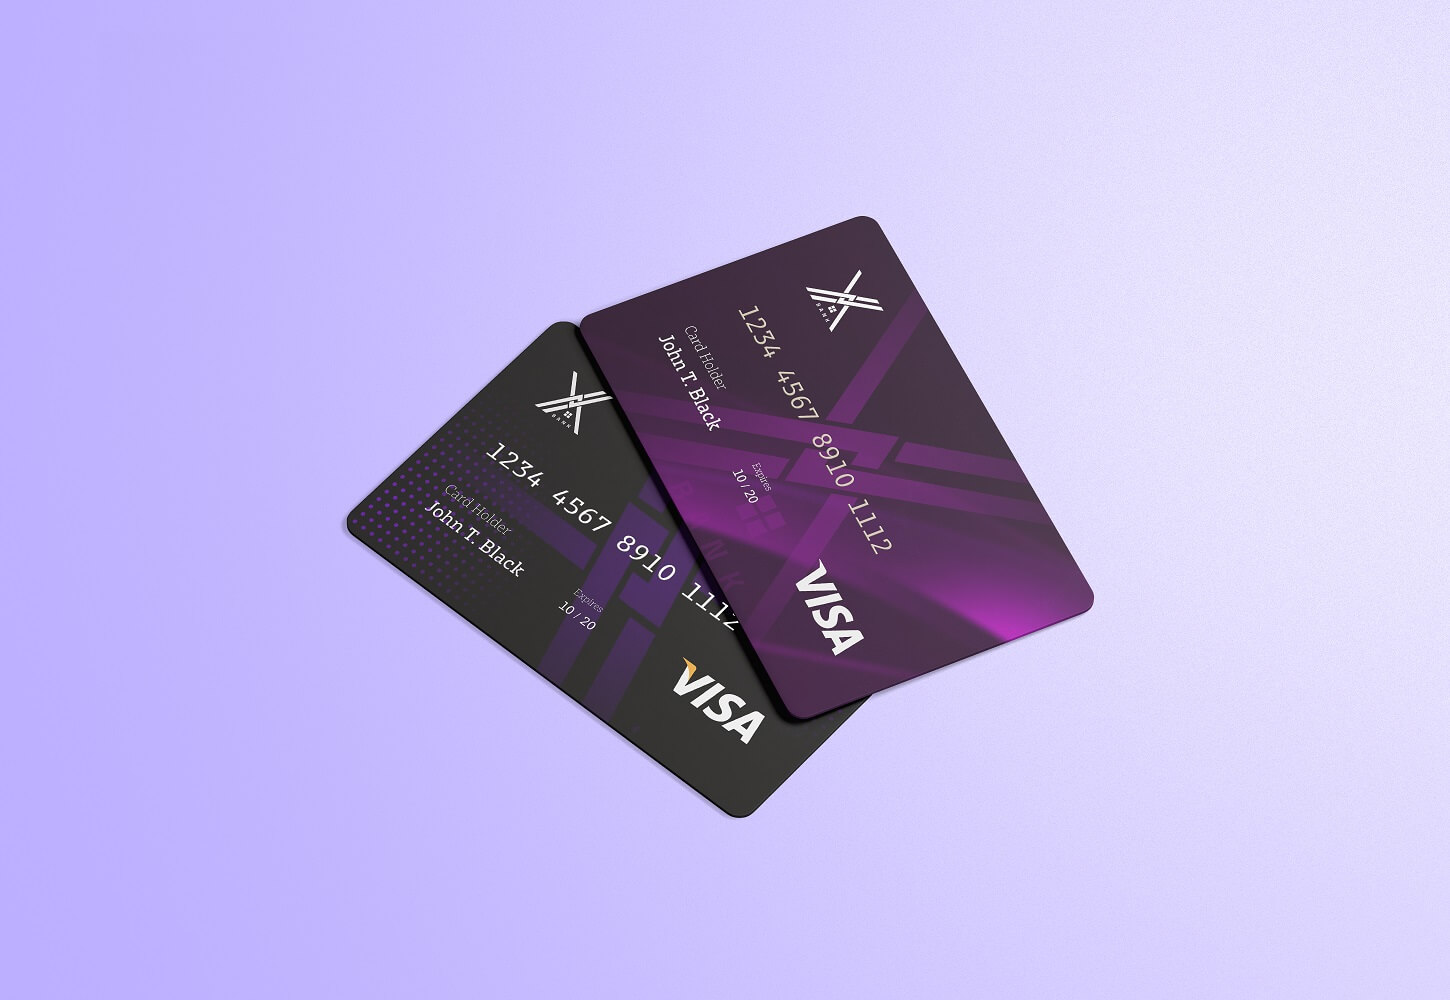 BANK
1234 4567 8910 1112
Card Holder
John T. Black
Expires
10 / 20
BANK
VISA
BANK
1234 4567 8910 1112
Card Holder
John T. Black
Expires
10 / 20
VISA